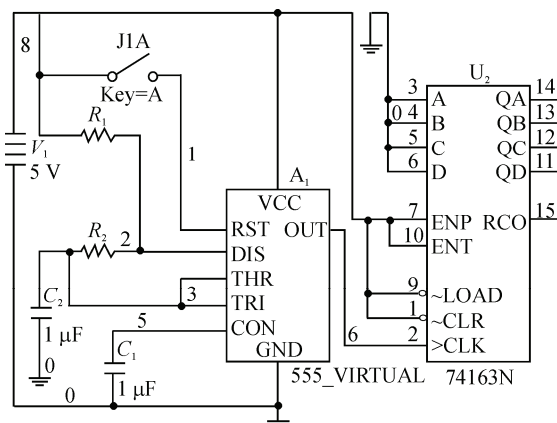 8
J1A
Key=A
R1
V1
5 V
1
A1
VCC
RST OUT
DIS
THR
TRI
CON
GND
555_VIRTUAL
R2
2
3
C2
1 μF
0
5
C1
1 μF
0
6
U2
3 A QA 14
0 4 B QB 13
5 C QC 12
6 D QD 11
7 ENP RCO 15
10 ENT
9 ~LOAD
1 ~CLR
2 >CLK
74163N